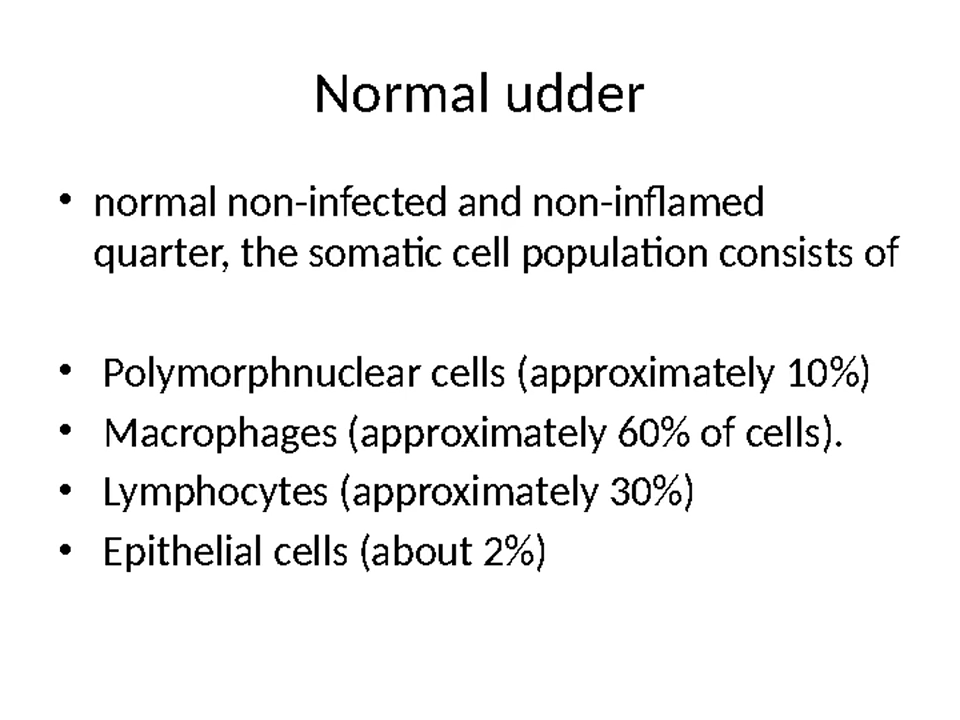 Normal udder
• normal non-infected and non-inflamed
quarter, the somatic cell population consists of
• Polymorphnuclear cells (approximately 10%)
• Macrophages (approximately 60% of cells).
• Lymphocytes (approximately 30%)
• Epithelial cells (about 2%)